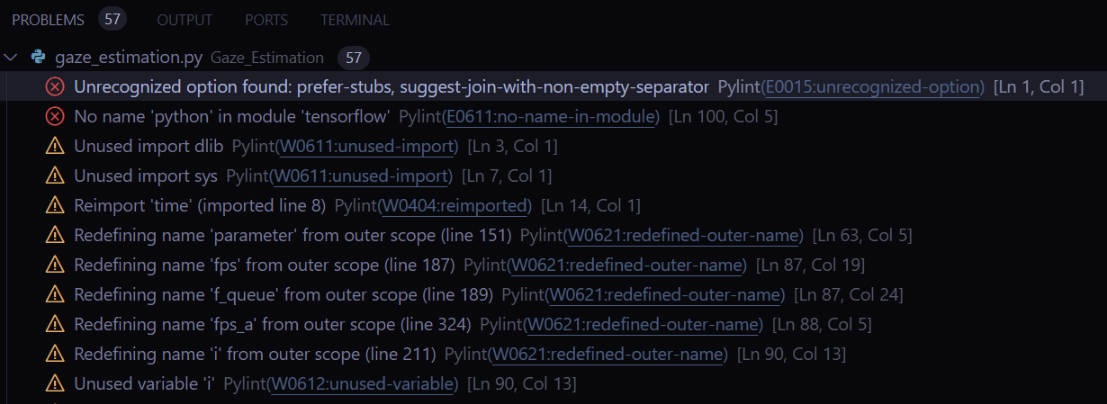 PROBLEMS 57 OUTPUT PORTS TERMINAL
gaze_estimation.py Gaze_Estimation 57
Unrecognized option found: prefer-stubs, suggest-join-with-non-empty-separator Pylint(E0015:unrecognized-option) [Ln 1, Col 1]
No name 'python' in module 'tensorflow' Pylint(E0611:no-name-in-module) [Ln 100, Col 5]
Unused import dlib Pylint(W0611:unused-import) [Ln 3, Col 1]
Unused import sys Pylint(W0611:unused-import) [Ln 7, Col 1]
Reimport 'time' (imported line 8) Pylint(W0404:reimported) [Ln 14, Col 1]
Redefining name 'parameter' from outer scope (line 151) Pylint(W0621:redefined-outer-name) [Ln 63, Col 5]
Redefining name 'fps' from outer scope (line 187) Pylint(W0621:redefined-outer-name) [Ln 87, Col 19]
Redefining name 'f_queue' from outer scope (line 189) Pylint(W0621:redefined-outer-name) [Ln 87, Col 24]
Redefining name 'fps_a' from outer scope (line 324) Pylint(W0621:redefined-outer-name) [Ln 88, Col 5]
Redefining name 'i' from outer scope (line 211) Pylint(W0621:redefined-outer-name) [Ln 90, Col 13]
Unused variable 'i' Pylint(W0612:unused-variable) [Ln 90, Col 13]